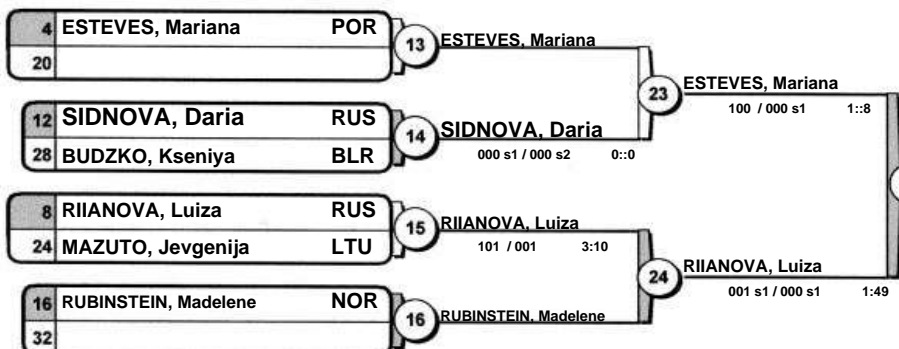 4 ESTEVES, Mariana POR
20
13
ESTEVES, Mariana
12 SIDNOVA, Daria RUS
28 BUDZKO, Kseniya BLR
14
SIDNOVA, Daria
000 s1 / 000 s2 0::0
23
ESTEVES, Mariana
100 / 000 s1 1::8
8 RIIANOVA, Luiza RUS
24 MAZUTO, Jevgenija LTU
15
RIIANOVA, Luiza
101 / 001 3:10
16 RUBINSTEIN, Madelene NOR
32
16
RUBINSTEIN, Madelene
24
RIIANOVA, Luiza
001 s1 / 000 s1 1:49